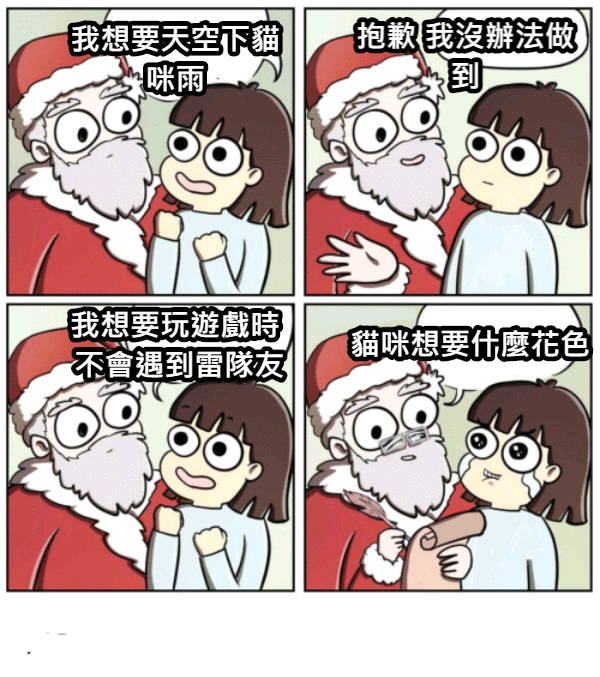 我想要天空下貓
咪雨
抱歉 我沒辦法做
到
我想要玩遊戲時
不會遇到雷隊友
貓咪想要什麼花色